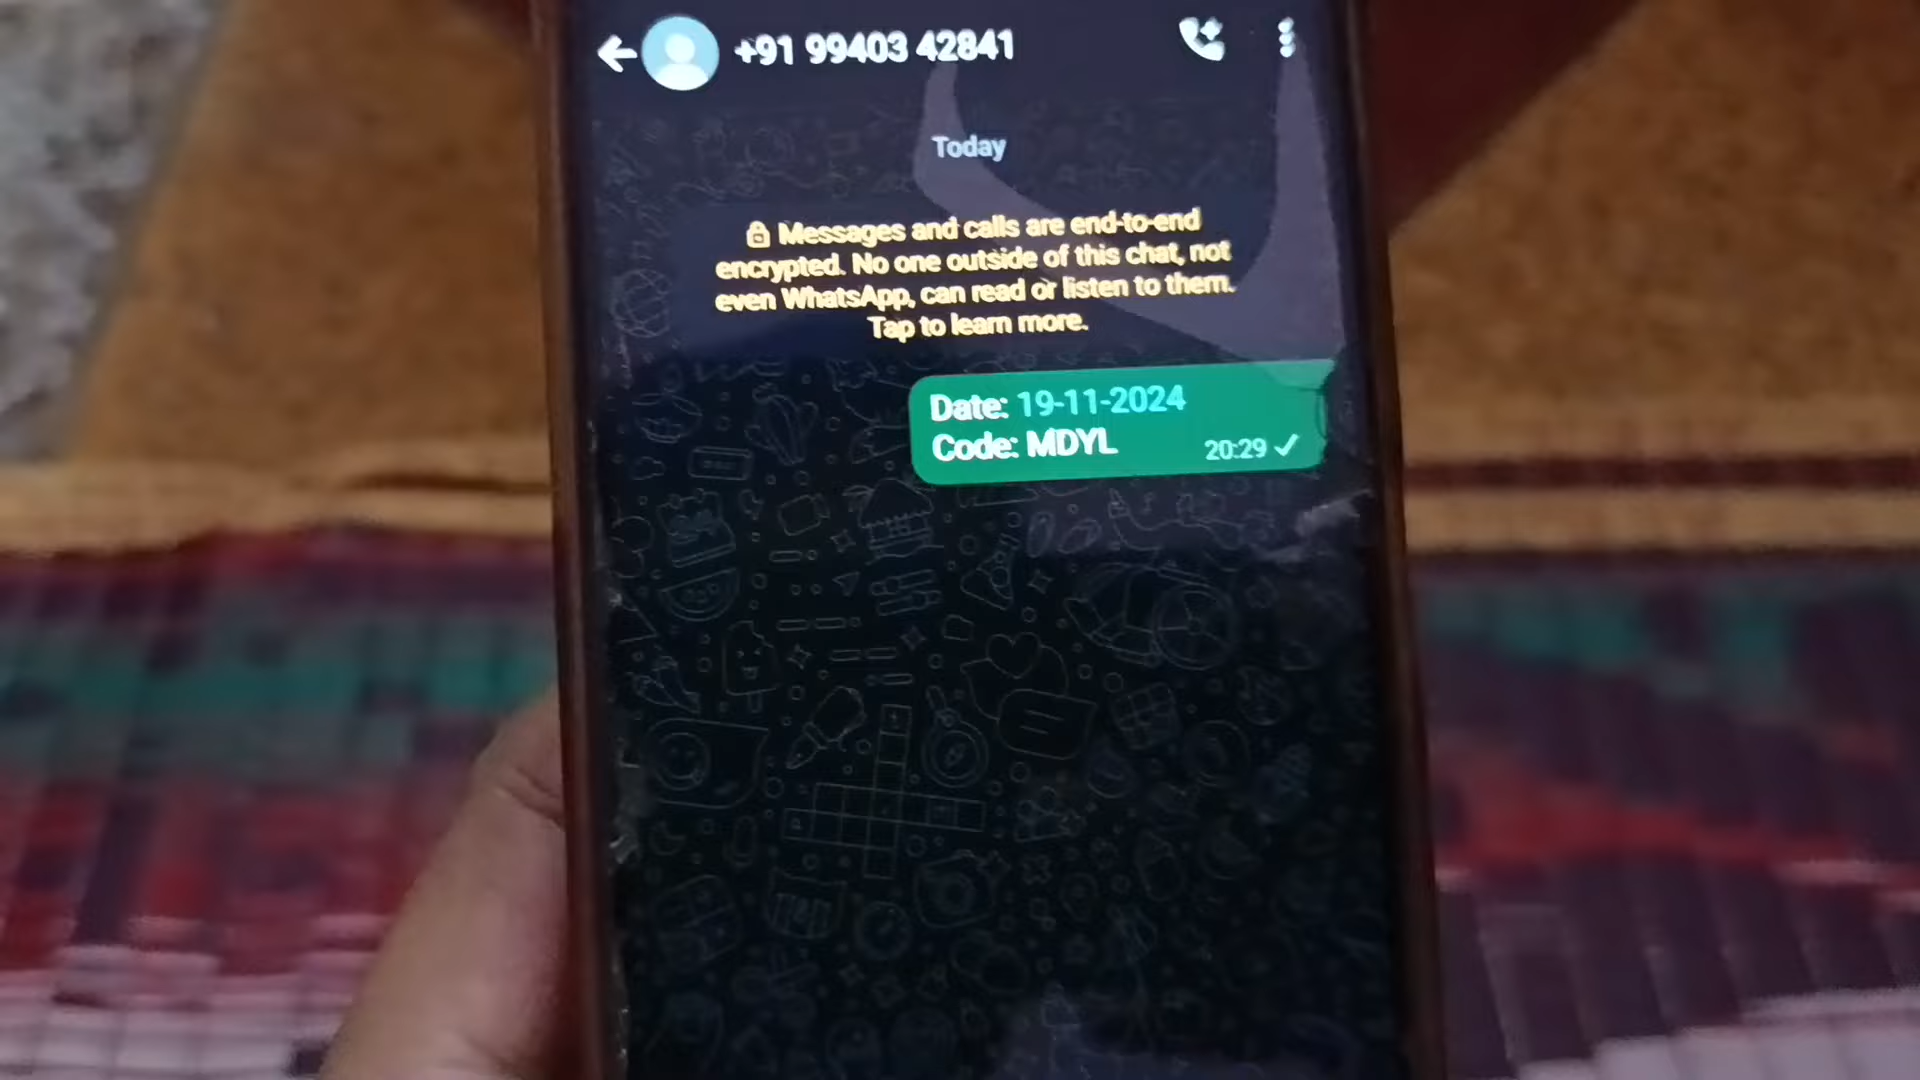 +91 99403 42841
Today
Messages and calls are end-to-end
encrypted. No one outside of this chat, not
even WhatsApp, can read or listen to them.
Tap to learn more.
Date: 19-11-2024
Code: MDYL
20:29